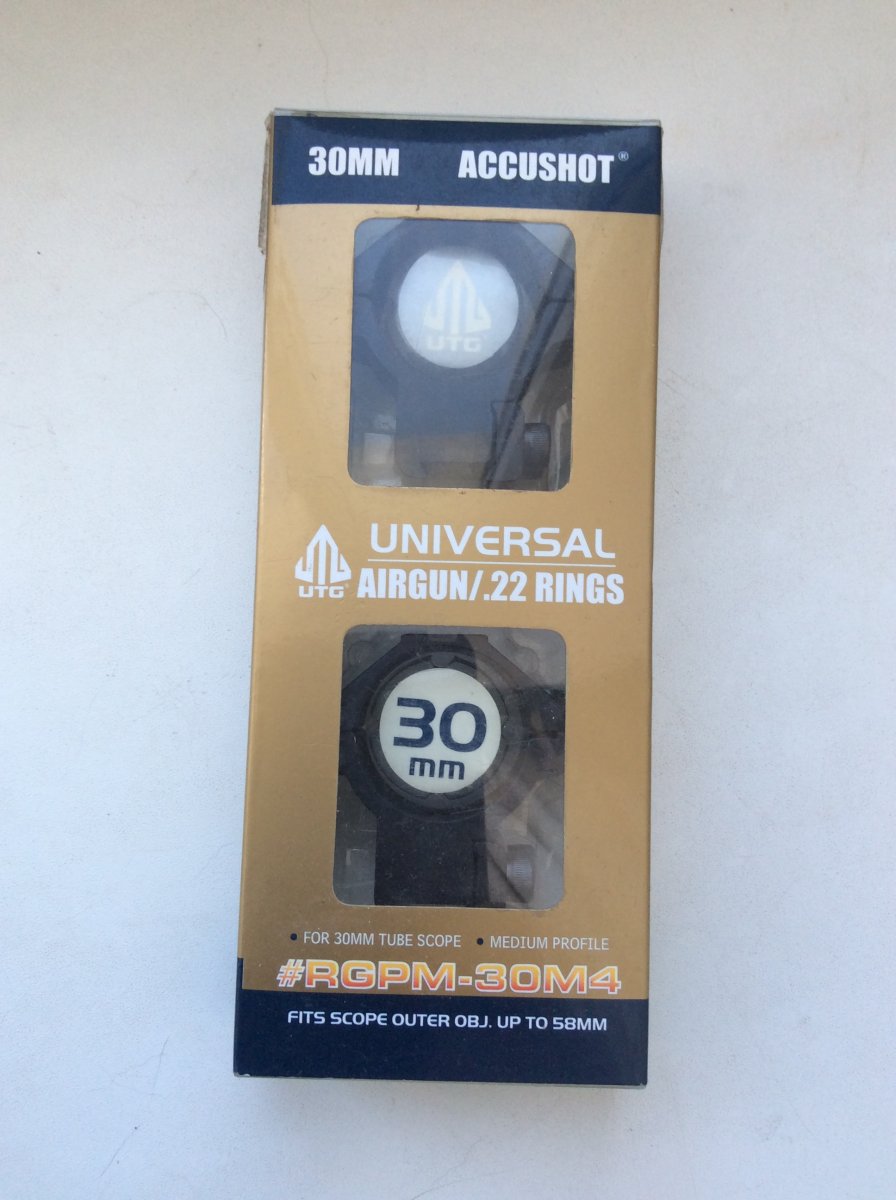 30MM ACCUSHOT®
UTG
UNIVERSAL
UTG® AIRGUN/.22 RINGS
30
mm
• FOR 30MM TUBE SCOPE • MEDIUM PROFILE
#RGPM-30M4
FITS SCOPE OUTER OBJ. UP TO 58MM